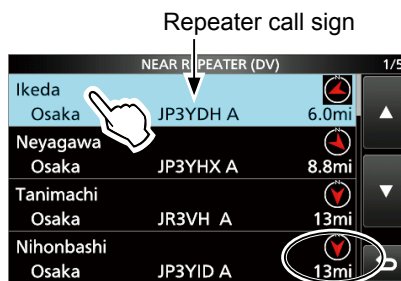 Repeater call sign
NEAR REPEATER (DV) 1/5
Ikeda
Osaka JP3YDH A 6.0mi
Neyagawa
Osaka JP3YHX A 8.8mi
Tanimachi
Osaka JR3VH A 13mi
Nihonbashi
Osaka JP3YID A 13mi